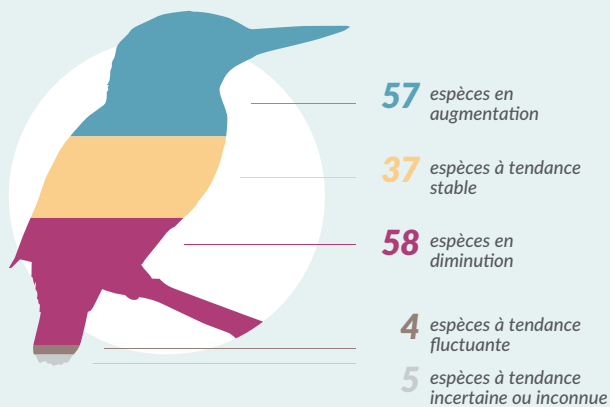 57 espèces en
augmentation
37 espèces à tendance
stable
58 espèces en
diminution
4 espèces à tendance
fluctuante
5 espèces à tendance
incertaine ou inconnue